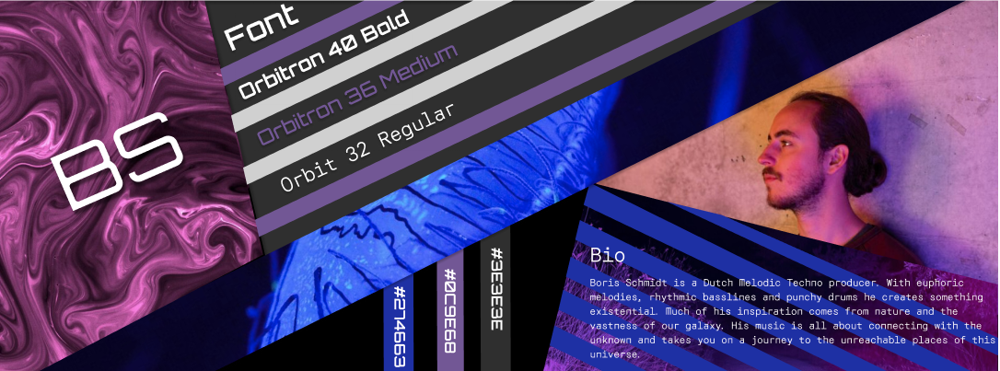 BS
Font
Orbitron 40 Bold
Orbitron 36 Medium
Orbit 32 Regular
#274553
#0C9E58
#3E3E3E
Bio
Boris Schmidt is a Dutch Melodic Techno producer. With euphoric
melodies, rhythmic basslines and punchy drums he creates something
existential. Much of his inspiration comes from nature and the
vastness of our galaxy. His music is all about connecting with the
unknown and takes you on a journey to the unreachable places of this
universe.